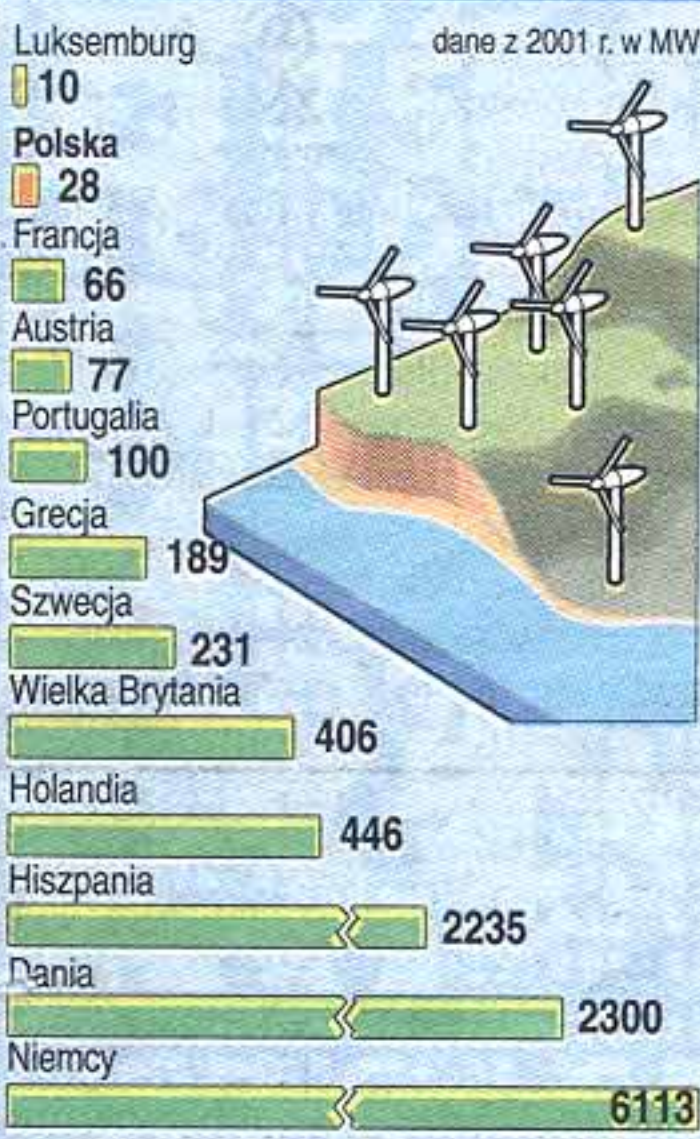 Luksemburg
dane z 2001 r. w MW
10
Polska
28
Francja
66
Austria
77
Portugalia
100
Grecja
189
Szwecja
231
Wielka Brytania
406
Holandia
446
Hiszpania
2235
Dania
2300
Niemcy
6113